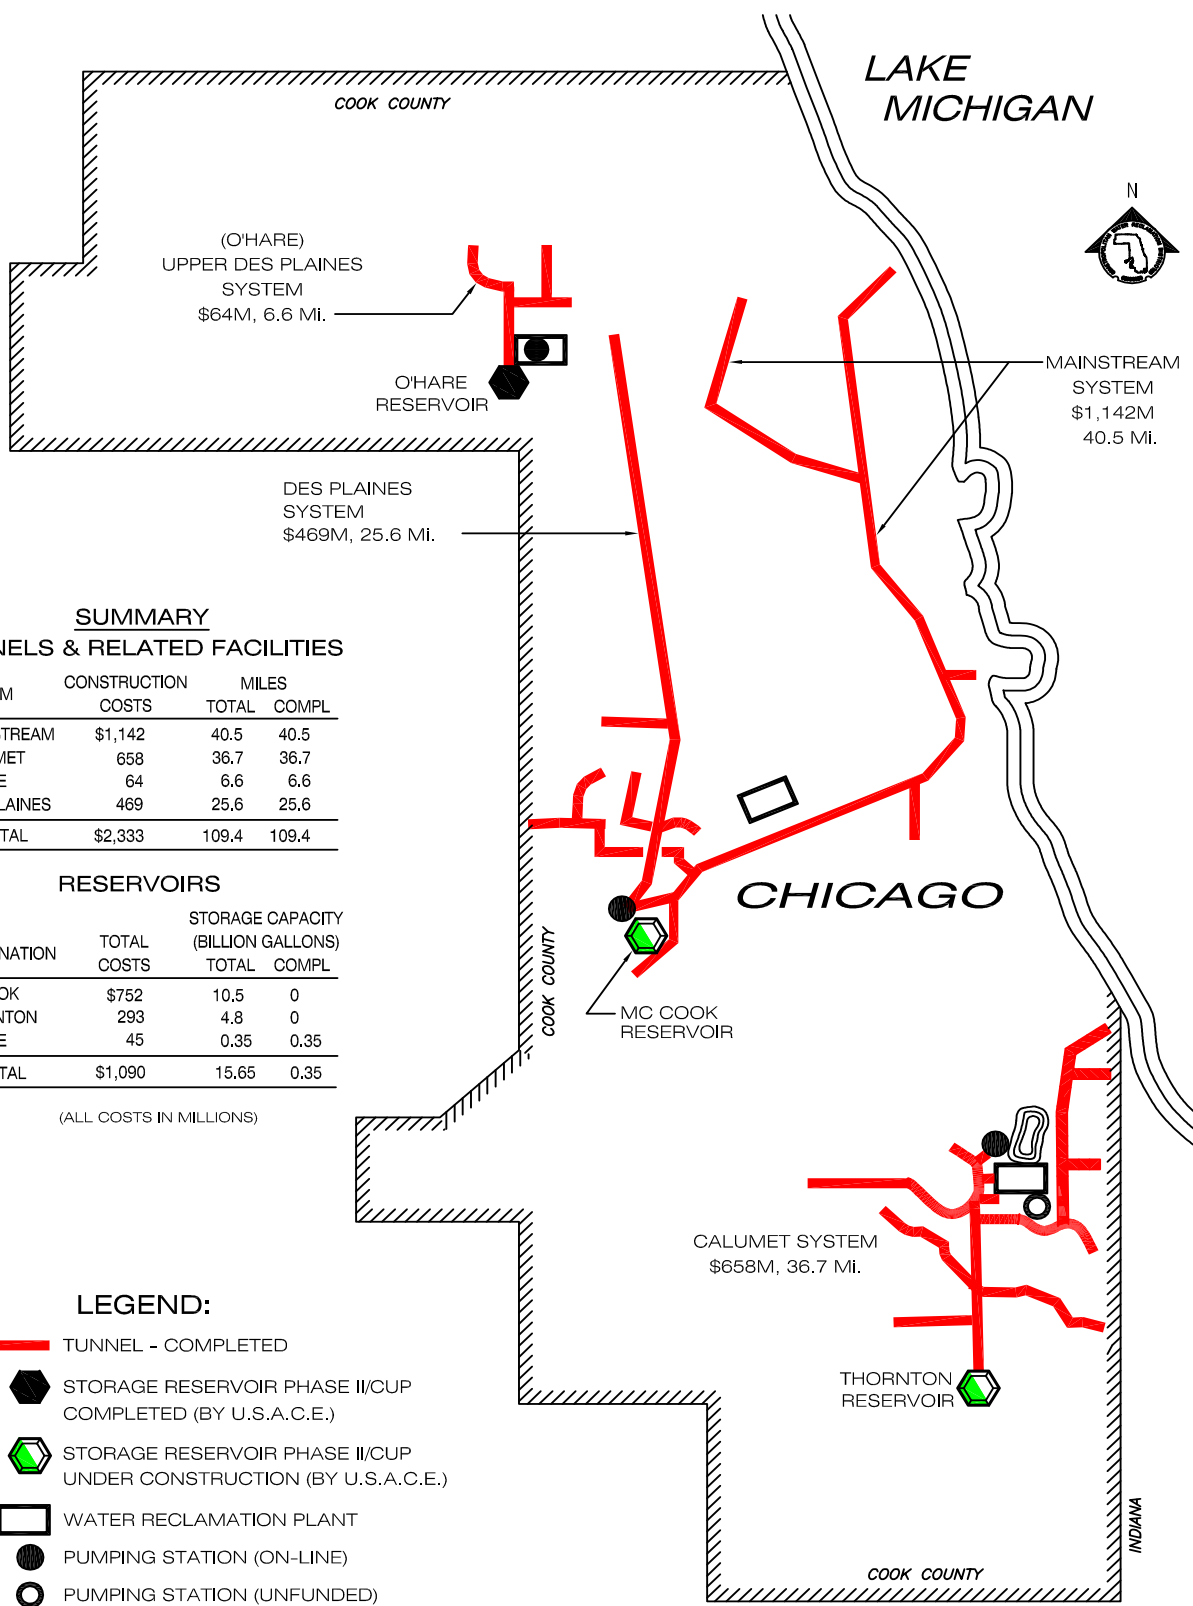 LAKE
MICHIGAN
COOK COUNTY
N
(O'HARE)
UPPER DES PLAINES
SYSTEM
$64M, 6.6 Mi.
O'HARE
RESERVOIR
MAINSTREAM
SYSTEM
$1,142M
40.5 Mi.
DES PLAINES
SYSTEM
$469M, 25.6 Mi.
SUMMARY
NELS & RELATED FACILITIES
M CONSTRUCTION COSTS MILES TOTAL COMPL
STREAM $1,142 40.5 40.5
MET 658 36.7 36.7
E 64 6.6 6.6
LAINES 469 25.6 25.6
TAL $2,333 109.4 109.4
RESERVOIRS
NATION TOTAL COSTS STORAGE CAPACITY (BILLION GALLONS) TOTAL COMPL
OK $752 10.5 0
NTON 293 4.8 0
E 45 0.35 0.35
TAL $1,090 15.65 0.35
(ALL COSTS IN MILLIONS)
CHICAGO
COOK COUNTY
MC COOK
RESERVOIR
CALUMET SYSTEM
$658M, 36.7 Mi.
THORNTON
RESERVOIR
LEGEND:
TUNNEL - COMPLETED
STORAGE RESERVOIR PHASE II/CUP
COMPLETED (BY U.S.A.C.E.)
STORAGE RESERVOIR PHASE II/CUP
UNDER CONSTRUCTION (BY U.S.A.C.E.)
WATER RECLAMATION PLANT
PUMPING STATION (ON-LINE)
PUMPING STATION (UNFUNDED)
INDIANA
COOK COUNTY